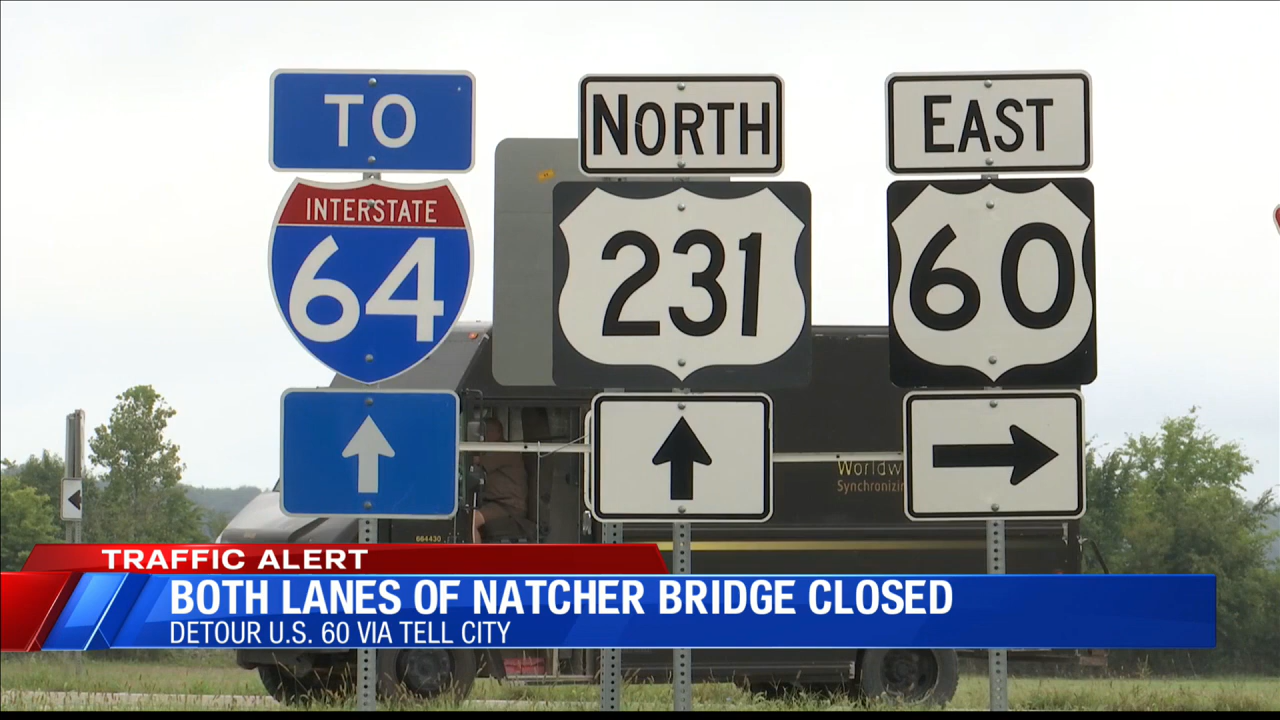 TO
NORTH
EAST
INTERSTATE
64
231
60
Worldw
Synchronizin
664430
TRAFFIC ALERT
BOTH LANES OF NATCHER BRIDGE CLOSED
DETOUR U.S. 60 VIA TELL CITY